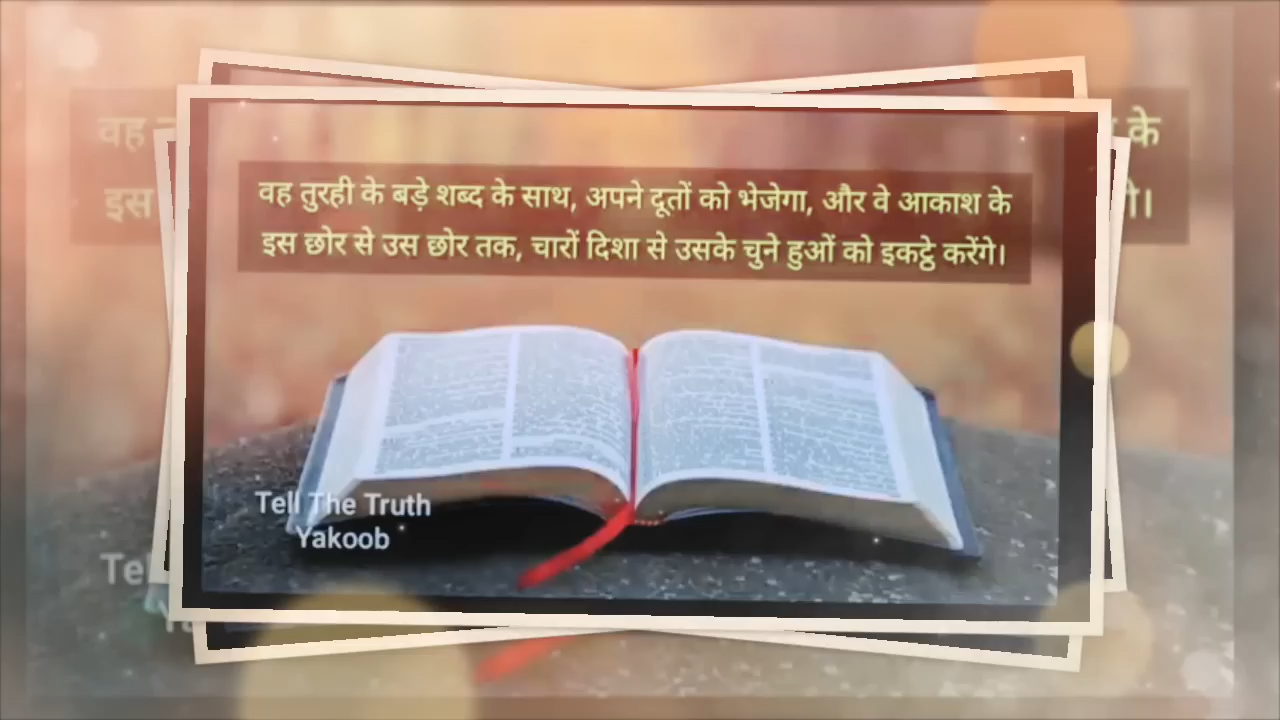 वह तुरही के बड़े शब्द के साथ, अपने दूतों को भेजेगा, और वे आकाश के
इस छोर से उस छोर तक, चारों दिशा से उसके चुने हुओं को इकट्ठे करेंगे।
Tell The Truth
Yakoob